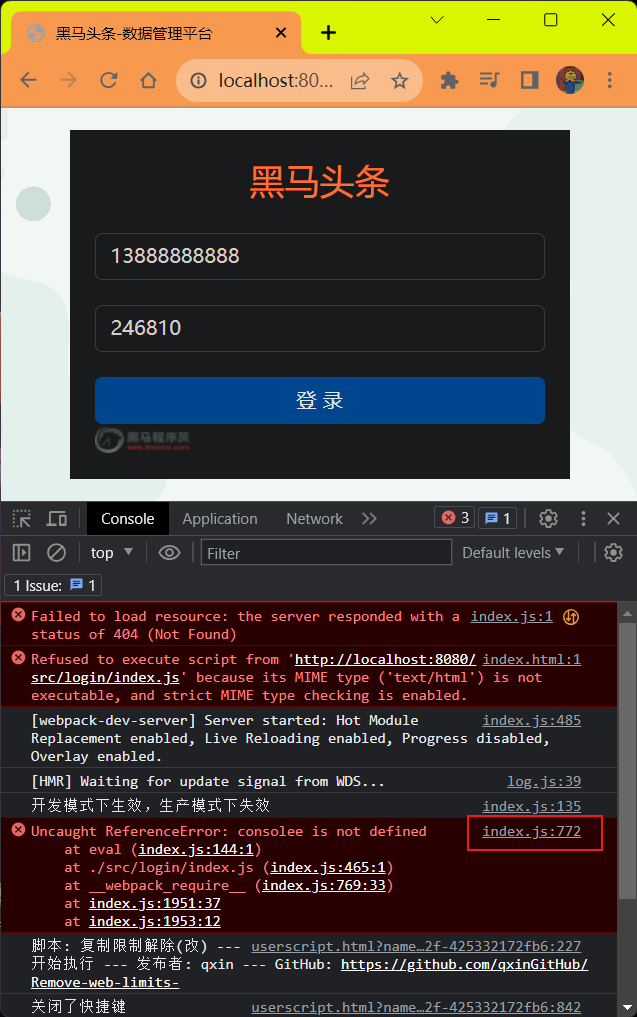 黑马头条-数据管理平台
localhost:80...
黑马头条
13888888888
246810
登 录
黑马程序员
www.itheima.com
Console Application Network 3 1
top Filter Default levels
1 Issue: 1
Failed to load resource: the server responded with a index.js:1
status of 404 (Not Found)
Refused to execute script from 'http://localhost:8080/ index.html:1
src/login/index.js' because its MIME type ('text/html') is not
executable, and strict MIME type checking is enabled.
[webpack-dev-server] Server started: Hot Module index.js:485
Replacement enabled, Live Reloading enabled, Progress disabled,
Overlay enabled.
[HMR] Waiting for update signal from WDS... log.js:39
开发模式下生效，生产模式下失效 index.js:135
Uncaught ReferenceError: consolee is not defined index.js:772
at eval (index.js:144:1)
at ./src/login/index.js (index.js:465:1)
at __webpack_require__ (index.js:769:33)
at index.js:1951:37
at index.js:1953:12
脚本: 复制限制解除(改) --- userscript.html?name…2f-425332172fb6:227
开始执行 --- 发布者: qxin --- GitHub: https://github.com/qxinGitHub/
Remove-web-limits-
关闭了快捷键 userscript.html?name…2f-425332172fb6:842